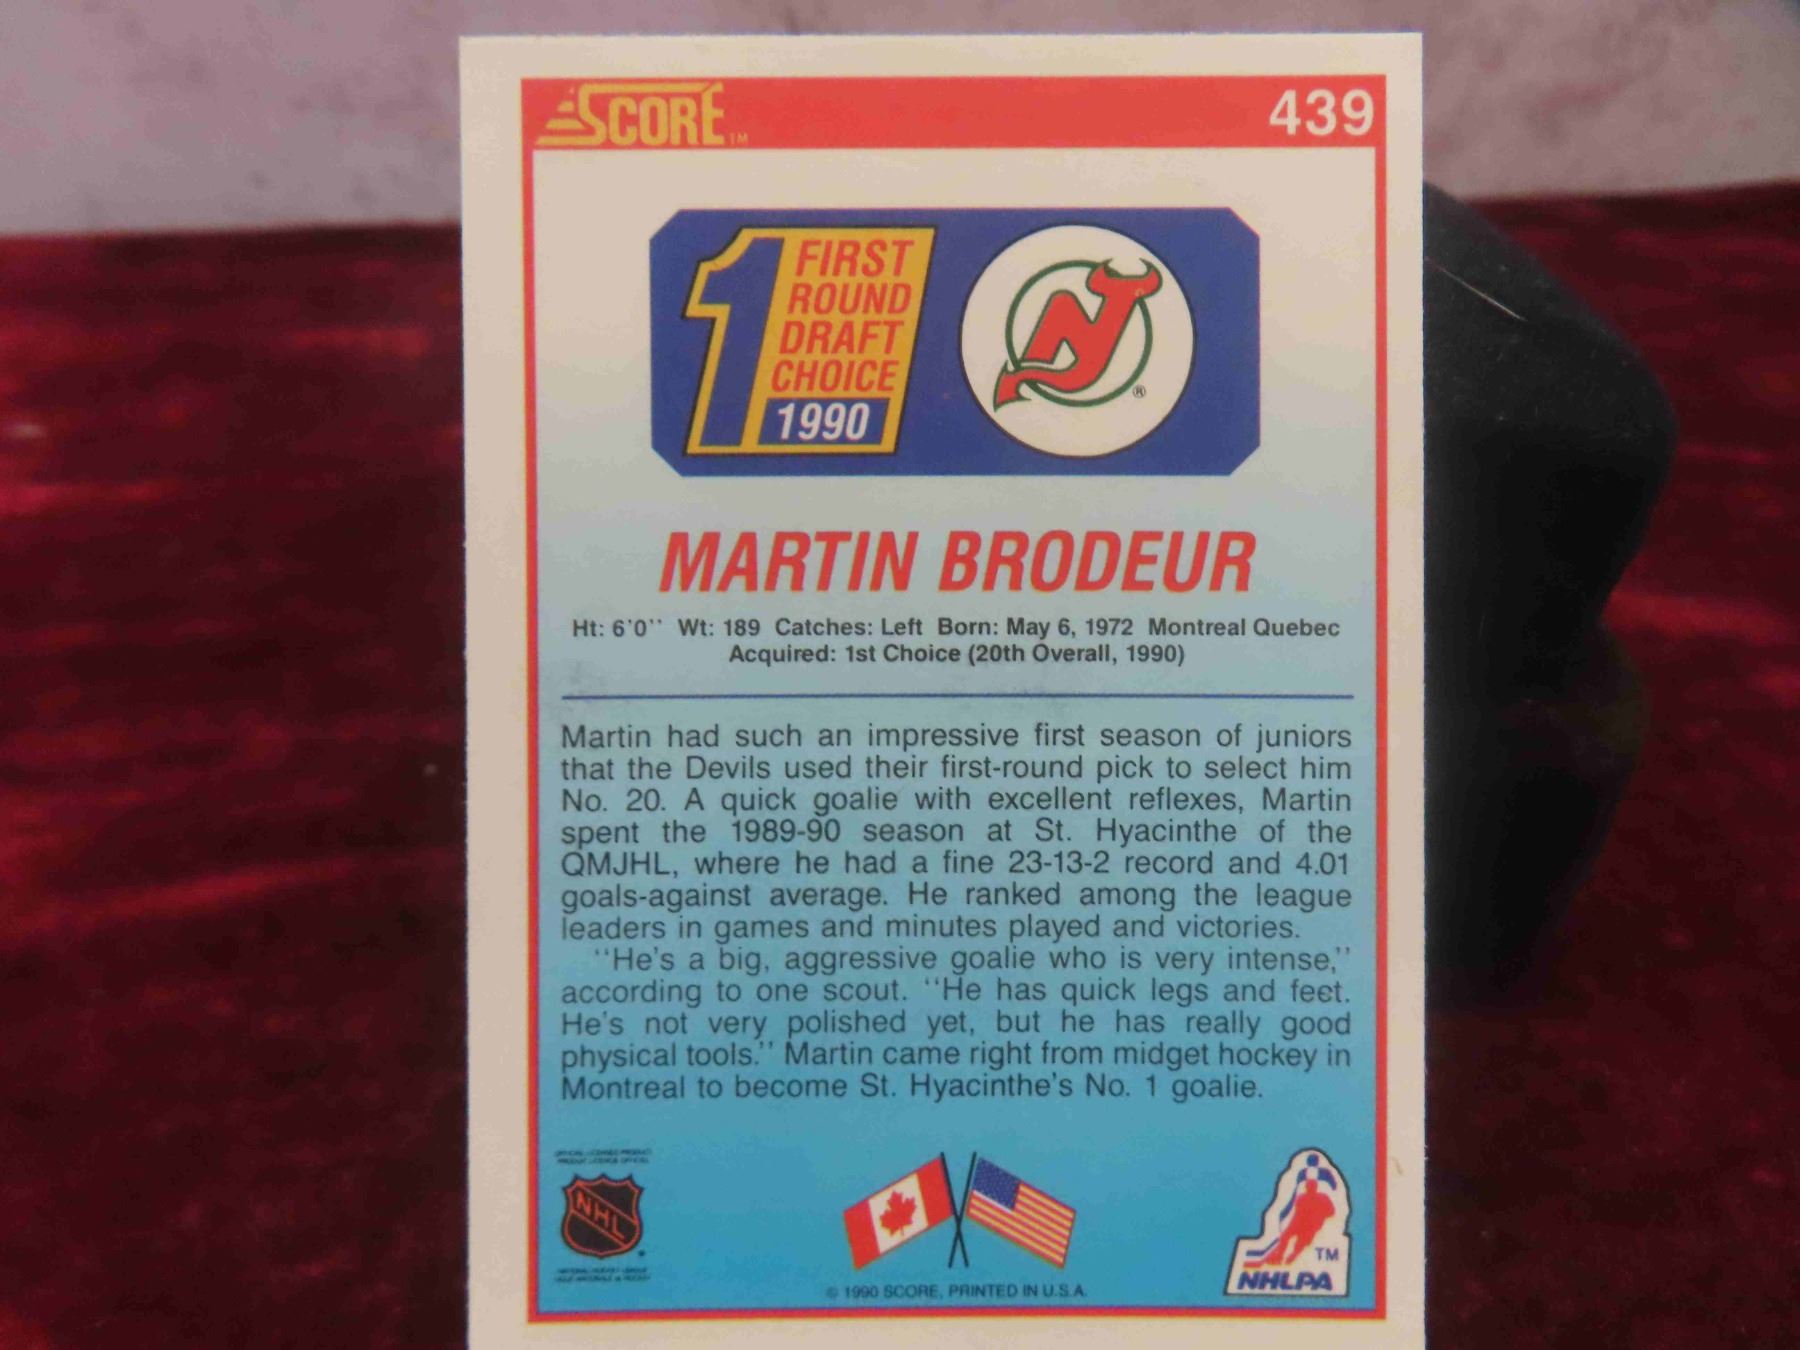 SCORE™
439
1
FIRST
ROUND
DRAFT
CHOICE
1990
NJ
®
MARTIN BRODEUR
Ht: 6'0'' Wt: 189 Catches: Left Born: May 6, 1972 Montreal Quebec
Acquired: 1st Choice (20th Overall, 1990)
Martin had such an impressive first season of juniors
that the Devils used their first-round pick to select him
No. 20. A quick goalie with excellent reflexes, Martin
spent the 1989-90 season at St. Hyacinthe of the
QMJHL, where he had a fine 23-13-2 record and 4.01
goals-against average. He ranked among the league
leaders in games and minutes played and victories.
''He's a big, aggressive goalie who is very intense,''
according to one scout. ''He has quick legs and feet.
He's not very polished yet, but he has really good
physical tools.'' Martin came right from midget hockey in
Montreal to become St. Hyacinthe's No. 1 goalie.
NHL
TM
NHLPA
© 1990 SCORE, PRINTED IN U.S.A.